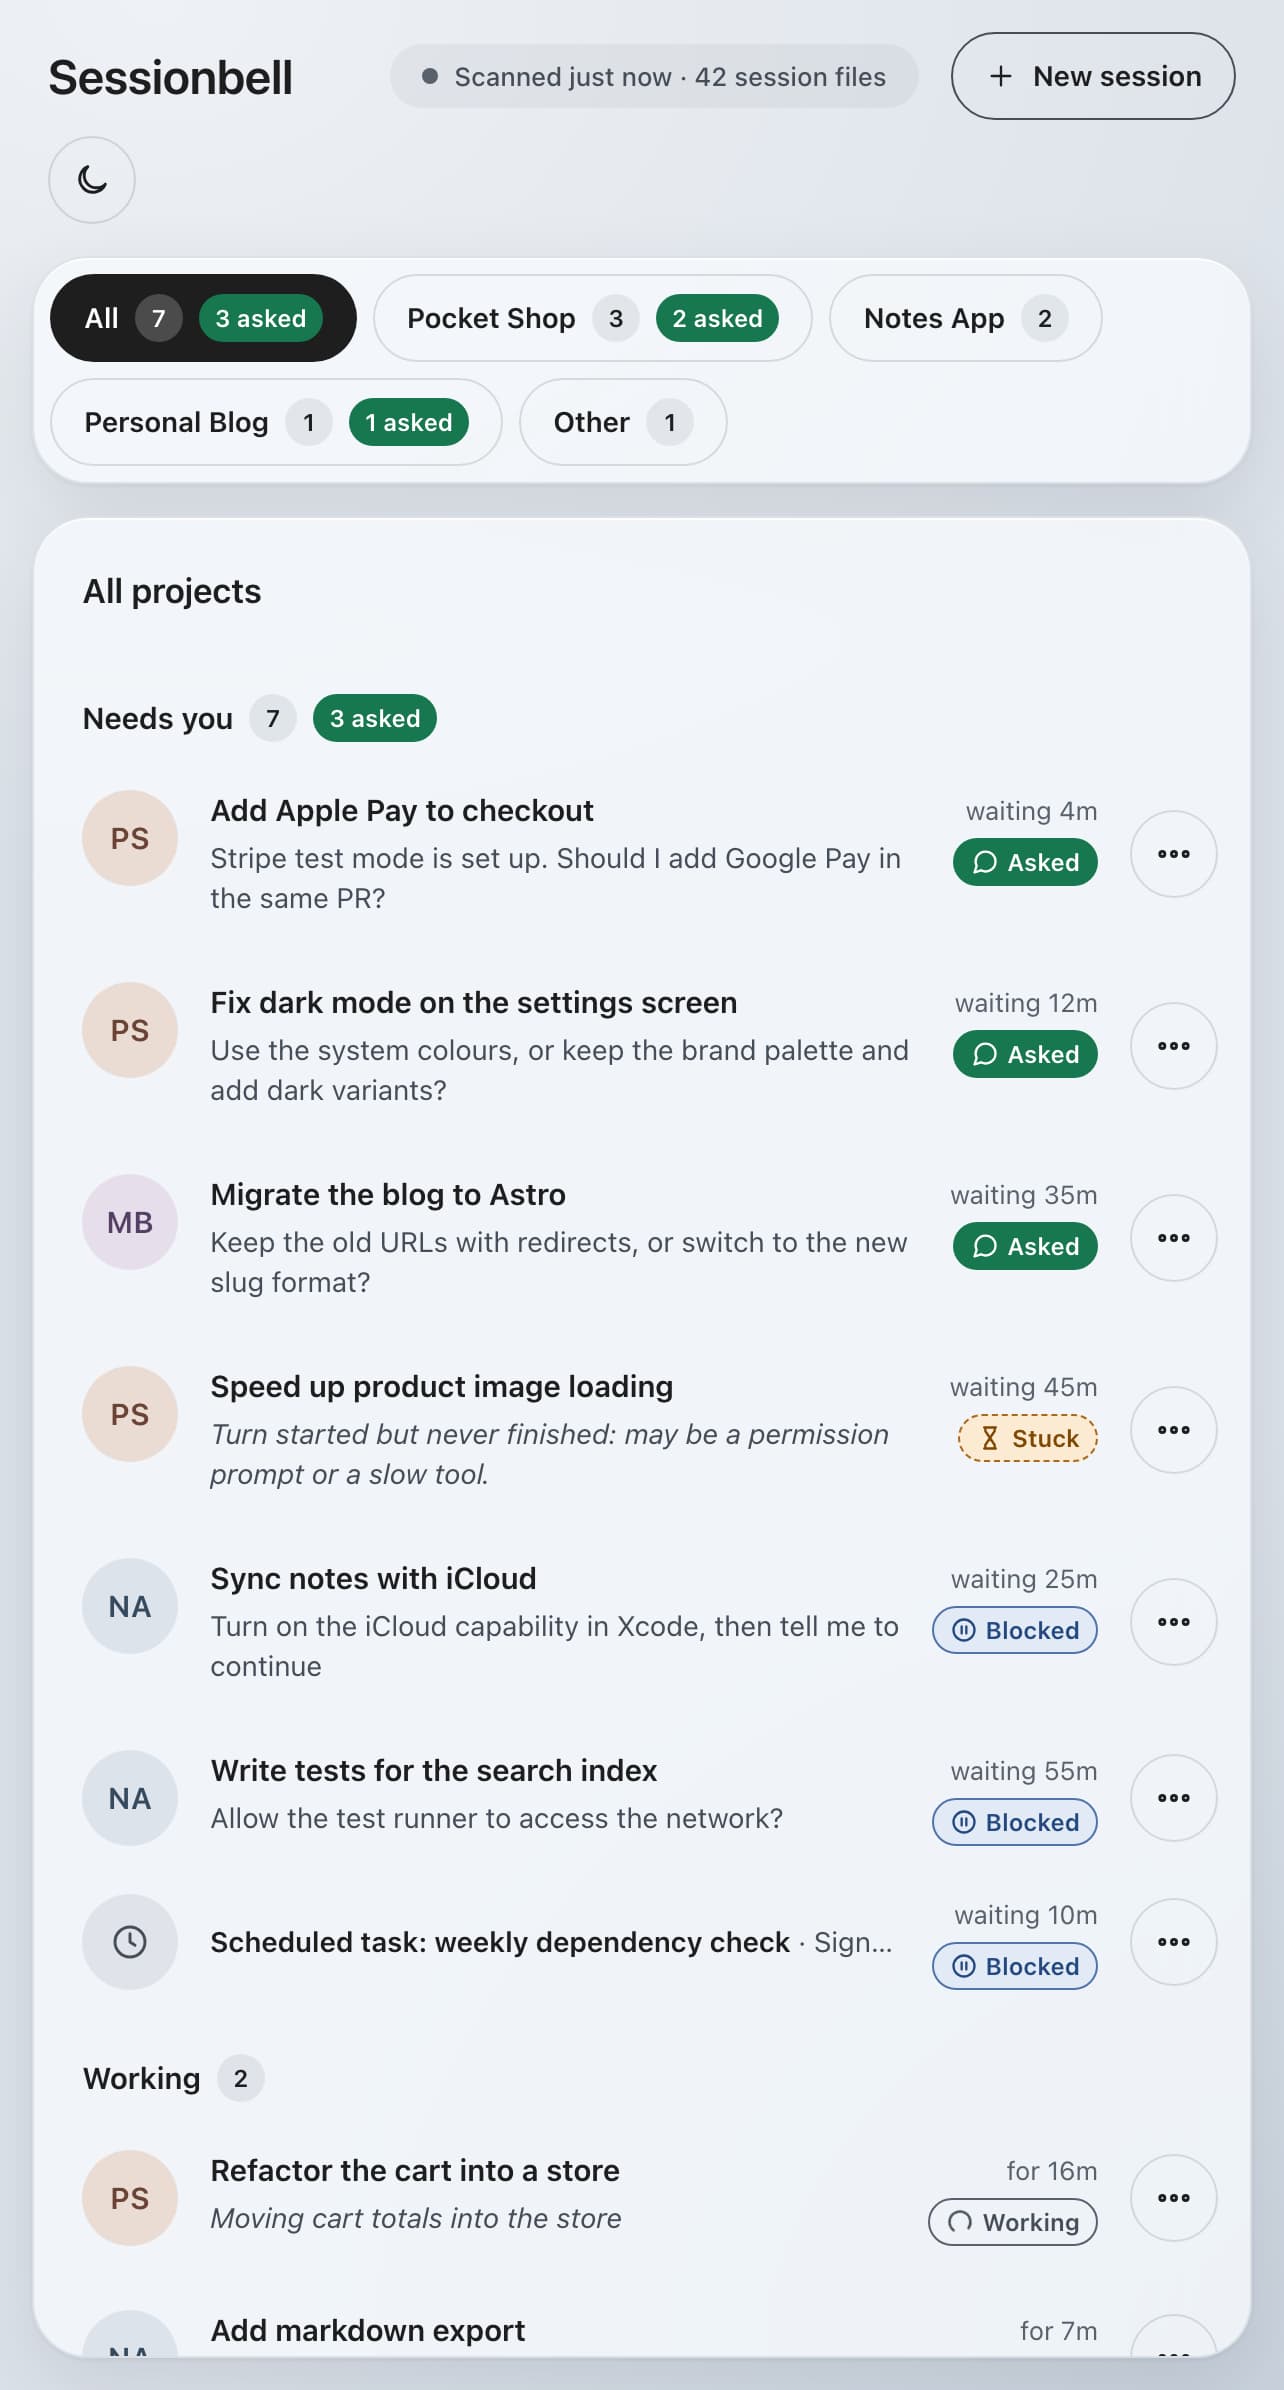 Sessionbell
Scanned just now · 42 session files
New session
All 7 3 asked
Pocket Shop 3 2 asked
Notes App 2
Personal Blog 1 1 asked
Other 1
All projects
Needs you 7 3 asked
PS
Add Apple Pay to checkout
Stripe test mode is set up. Should I add Google Pay in
the same PR?
waiting 4m
Asked
PS
Fix dark mode on the settings screen
Use the system colours, or keep the brand palette and
add dark variants?
waiting 12m
Asked
MB
Migrate the blog to Astro
Keep the old URLs with redirects, or switch to the new
slug format?
waiting 35m
Asked
PS
Speed up product image loading
Turn started but never finished: may be a permission
prompt or a slow tool.
waiting 45m
Stuck
NA
Sync notes with iCloud
Turn on the iCloud capability in Xcode, then tell me to
continue
waiting 25m
Blocked
NA
Write tests for the search index
Allow the test runner to access the network?
waiting 55m
Blocked
Scheduled task: weekly dependency check · Sign...
waiting 10m
Blocked
Working 2
PS
Refactor the cart into a store
Moving cart totals into the store
for 16m
Working
NA
Add markdown export
for 7m